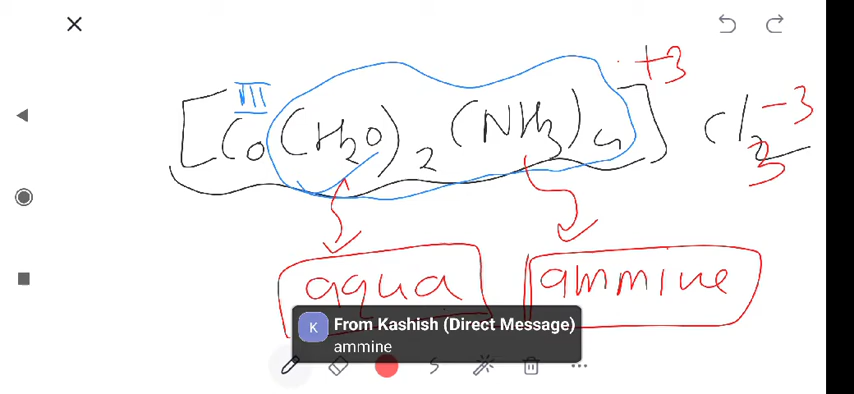 +3
III
[Co(H2O)2(NH3)4] Cl3 -3
aqua ammine
K From Kashish (Direct Message)
ammine